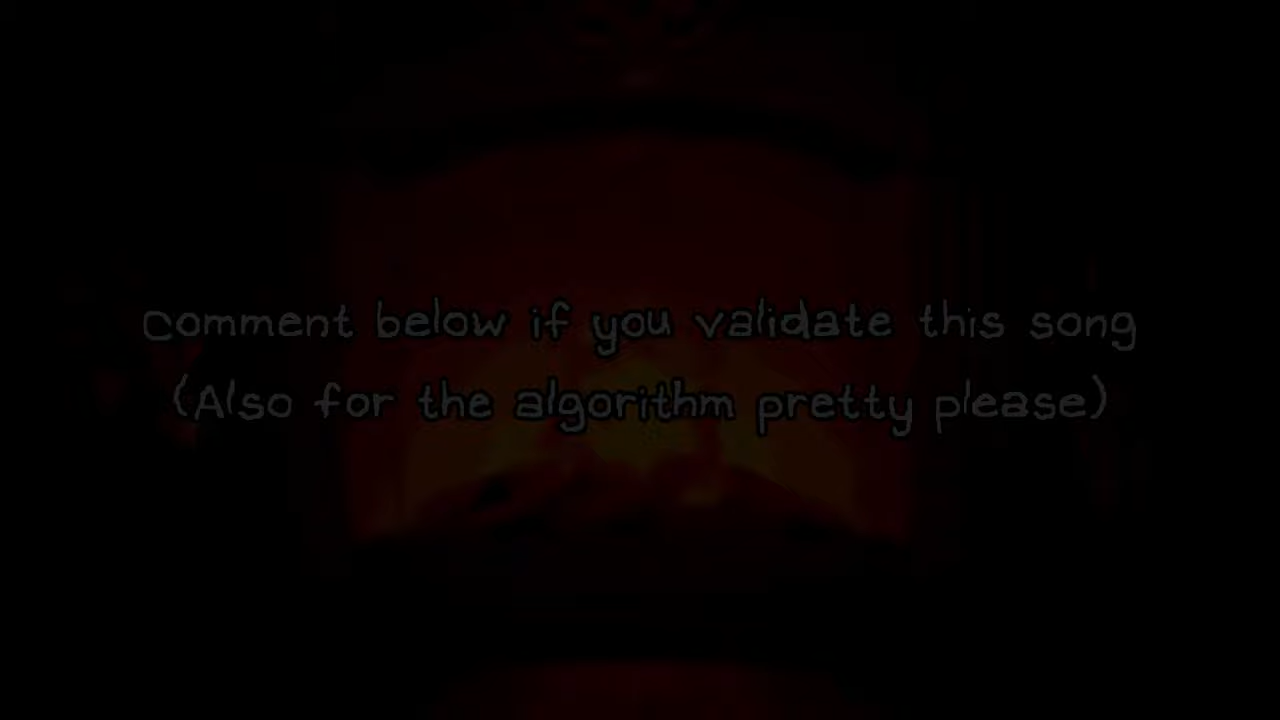 Comment below if you validate this song
(Also for the algorithm pretty please)